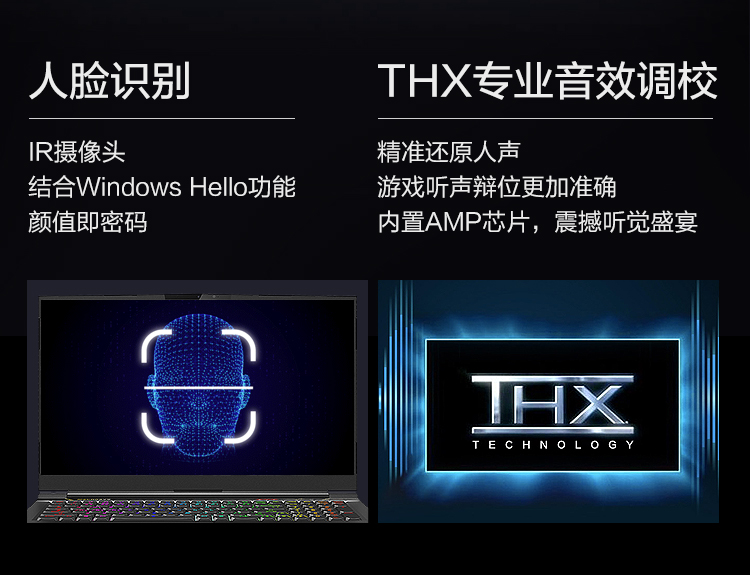 人脸识别
IR摄像头
结合Windows Hello功能
颜值即密码
THX专业音效调校
精准还原人声
游戏听声辩位更加准确
内置AMP芯片，震撼听觉盛宴
THX
TECHNOLOGY